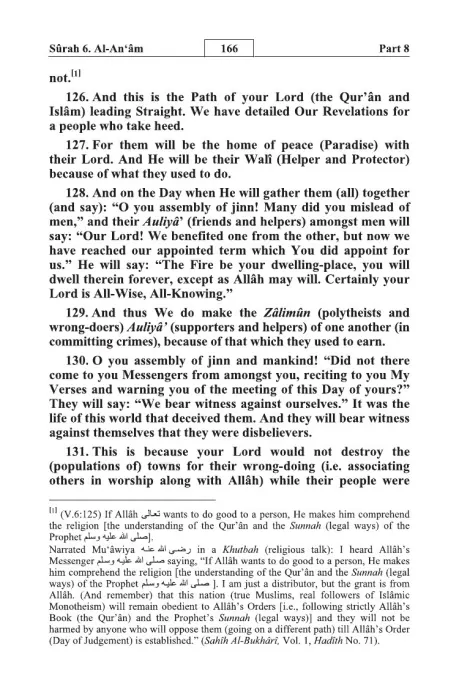 Sûrah 6. Al-An‘âm 166 Part 8
not.[1]
126. And this is the Path of your Lord (the Qur’ân and
Islâm) leading Straight. We have detailed Our Revelations for
a people who take heed.
127. For them will be the home of peace (Paradise) with
their Lord. And He will be their Walî (Helper and Protector)
because of what they used to do.
128. And on the Day when He will gather them (all) together
(and say): “O you assembly of jinn! Many did you mislead of
men,” and their Auliyâ’ (friends and helpers) amongst men will
say: “Our Lord! We benefited one from the other, but now we
have reached our appointed term which You did appoint for
us.” He will say: “The Fire be your dwelling-place, you will
dwell therein forever, except as Allâh may will. Certainly your
Lord is All-Wise, All-Knowing.”
129. And thus We do make the Zâlimûn (polytheists and
wrong-doers) Auliyâ’ (supporters and helpers) of one another (in
committing crimes), because of that which they used to earn.
130. O you assembly of jinn and mankind! “Did not there
come to you Messengers from amongst you, reciting to you My
Verses and warning you of the meeting of this Day of yours?”
They will say: “We bear witness against ourselves.” It was the
life of this world that deceived them. And they will bear witness
against themselves that they were disbelievers.
131. This is because your Lord would not destroy the
(populations of) towns for their wrong-doing (i.e. associating
others in worship along with Allâh) while their people were
[1] (V.6:125) If Allâh تعالى wants to do good to a person, He makes him comprehend
the religion [the understanding of the Qur’ân and the Sunnah (legal ways) of the
Prophet صلى الله عليه وسلم].
Narrated Mu‘âwiya رضي الله عنه in a Khutbah (religious talk): I heard Allâh’s
Messenger صلى الله عليه وسلم saying, “If Allâh wants to do good to a person, He makes
him comprehend the religion [the understanding of the Qur’ân and the Sunnah (legal
ways) of the Prophet صلى الله عليه وسلم ]. I am just a distributor, but the grant is from
Allâh. (And remember) that this nation (true Muslims, real followers of Islâmic
Monotheism) will remain obedient to Allâh’s Orders [i.e., following strictly Allâh’s
Book (the Qur’ân) and the Prophet’s Sunnah (legal ways)] and they will not be
harmed by anyone who will oppose them (going on a different path) till Allâh’s Order
(Day of Judgement) is established.” (Sahîh Al-Bukhârî, Vol. 1, Hadîth No. 71).